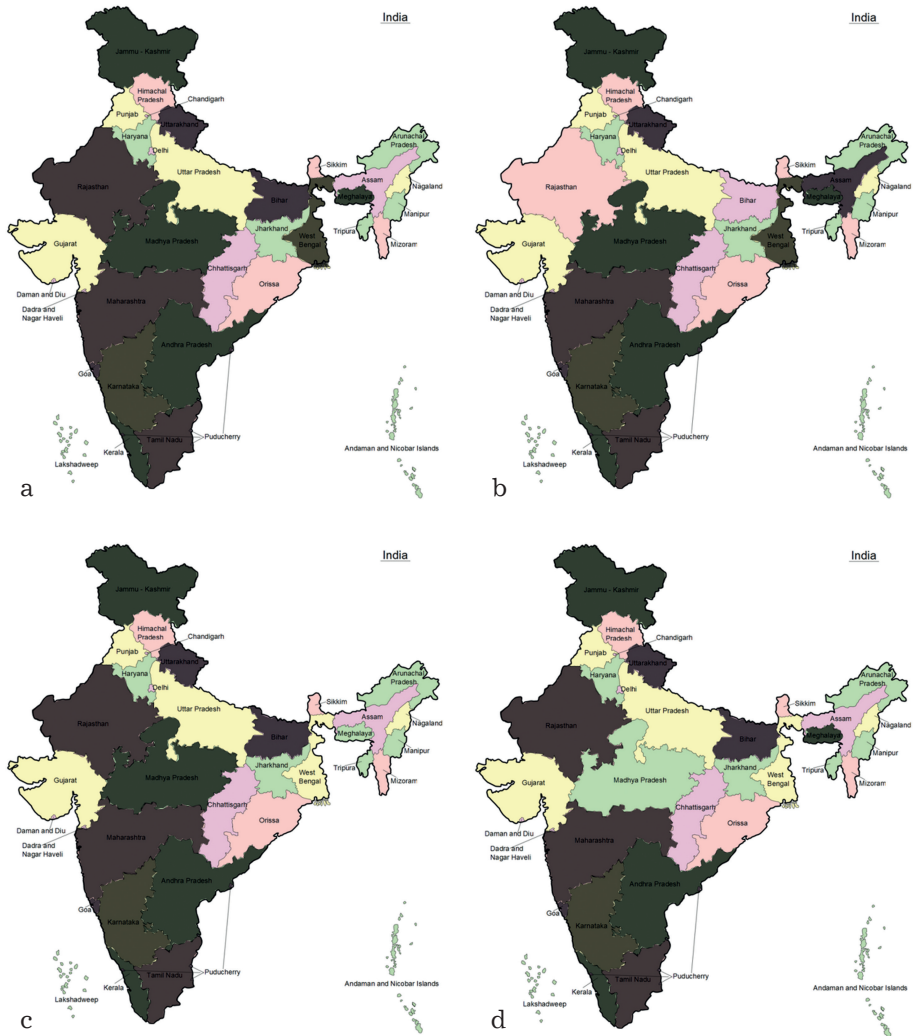 India
Jammu - Kashmir
Himachal
Pradesh
Chandigarh
Punjab
Uttarakhand
Haryana
Delhi
Arunachal
Pradesh
Sikkim
Uttar Pradesh
Assam
Nagaland
Rajasthan
Bihar
Meghalaya
Manipur
Jharkhand
Tripura
West
Bengal
Gujarat
Madhya Pradesh
Mizoram
Chhattisgarh
Orissa
Daman and Diu
Dadra and
Nagar Haveli
Maharashtra
Andhra Pradesh
Goa
Karnataka
Puducherry
Tamil Nadu
Kerala
Andaman and Nicobar Islands
Lakshadweep
a
India
Jammu - Kashmir
Himachal
Pradesh
Chandigarh
Punjab
Uttarakhand
Haryana
Delhi
Arunachal
Pradesh
Sikkim
Uttar Pradesh
Assam
Nagaland
Rajasthan
Bihar
Meghalaya
Manipur
Jharkhand
Tripura
West
Bengal
Gujarat
Madhya Pradesh
Mizoram
Chhattisgarh
Orissa
Daman and Diu
Dadra and
Nagar Haveli
Maharashtra
Andhra Pradesh
Goa
Karnataka
Puducherry
Tamil Nadu
Kerala
Andaman and Nicobar Islands
Lakshadweep
b
India
Jammu - Kashmir
Himachal
Pradesh
Chandigarh
Punjab
Uttarakhand
Haryana
Delhi
Arunachal
Pradesh
Sikkim
Uttar Pradesh
Assam
Nagaland
Rajasthan
Bihar
Meghalaya
Manipur
Jharkhand
Tripura
West
Bengal
Gujarat
Madhya Pradesh
Mizoram
Chhattisgarh
Orissa
Daman and Diu
Dadra and
Nagar Haveli
Maharashtra
Andhra Pradesh
Goa
Karnataka
Puducherry
Tamil Nadu
Kerala
Andaman and Nicobar Islands
Lakshadweep
c
India
Jammu - Kashmir
Himachal
Pradesh
Chandigarh
Punjab
Uttarakhand
Haryana
Delhi
Arunachal
Pradesh
Sikkim
Uttar Pradesh
Assam
Nagaland
Rajasthan
Bihar
Meghalaya
Manipur
Jharkhand
Tripura
West
Bengal
Gujarat
Madhya Pradesh
Mizoram
Chhattisgarh
Orissa
Daman and Diu
Dadra and
Nagar Haveli
Maharashtra
Andhra Pradesh
Goa
Karnataka
Puducherry
Tamil Nadu
Kerala
Andaman and Nicobar Islands
Lakshadweep
d